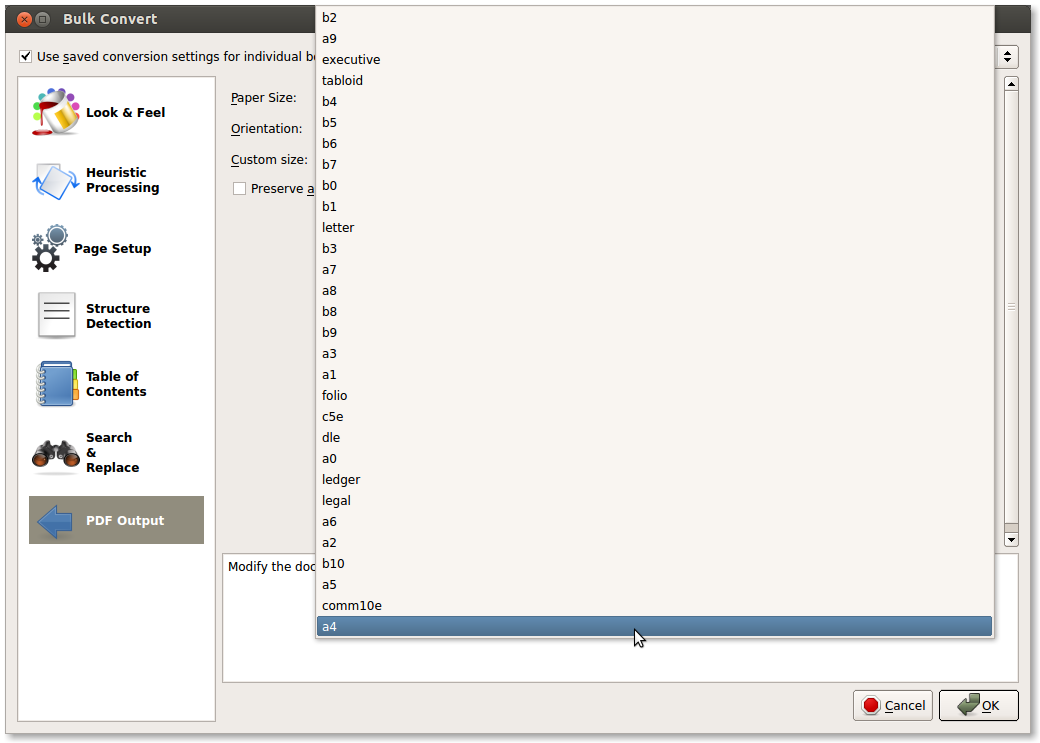 Bulk Convert
Use saved conversion settings for individual b
Look & Feel
Heuristic
Processing
Page Setup
Structure
Detection
Table of
Contents
Search
&
Replace
PDF Output
Paper Size:
Orientation:
Custom size:
Preserve a
b2
a9
executive
tabloid
b4
b5
b6
b7
b0
b1
letter
b3
a7
a8
b8
b9
a3
a1
folio
c5e
dle
a0
ledger
legal
a6
a2
b10
a5
comm10e
a4
Modify the doc
Cancel
OK